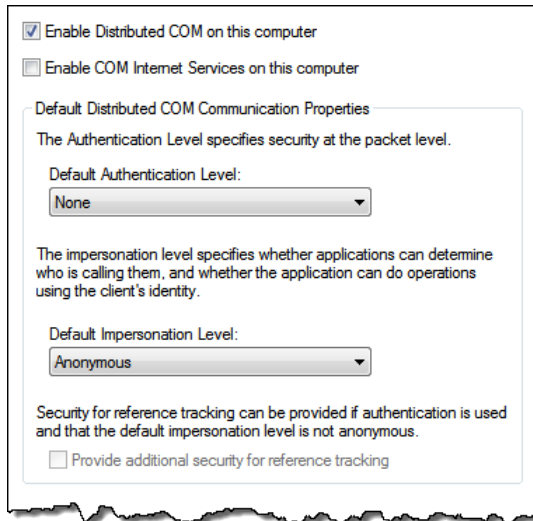 Enable Distributed COM on this computer
Enable COM Internet Services on this computer
Default Distributed COM Communication Properties
The Authentication Level specifies security at the packet level.
Default Authentication Level:
None
The impersonation level specifies whether applications can determine
who is calling them, and whether the application can do operations
using the client's identity.
Default Impersonation Level:
Anonymous
Security for reference tracking can be provided if authentication is used
and that the default impersonation level is not anonymous.
Provide additional security for reference tracking